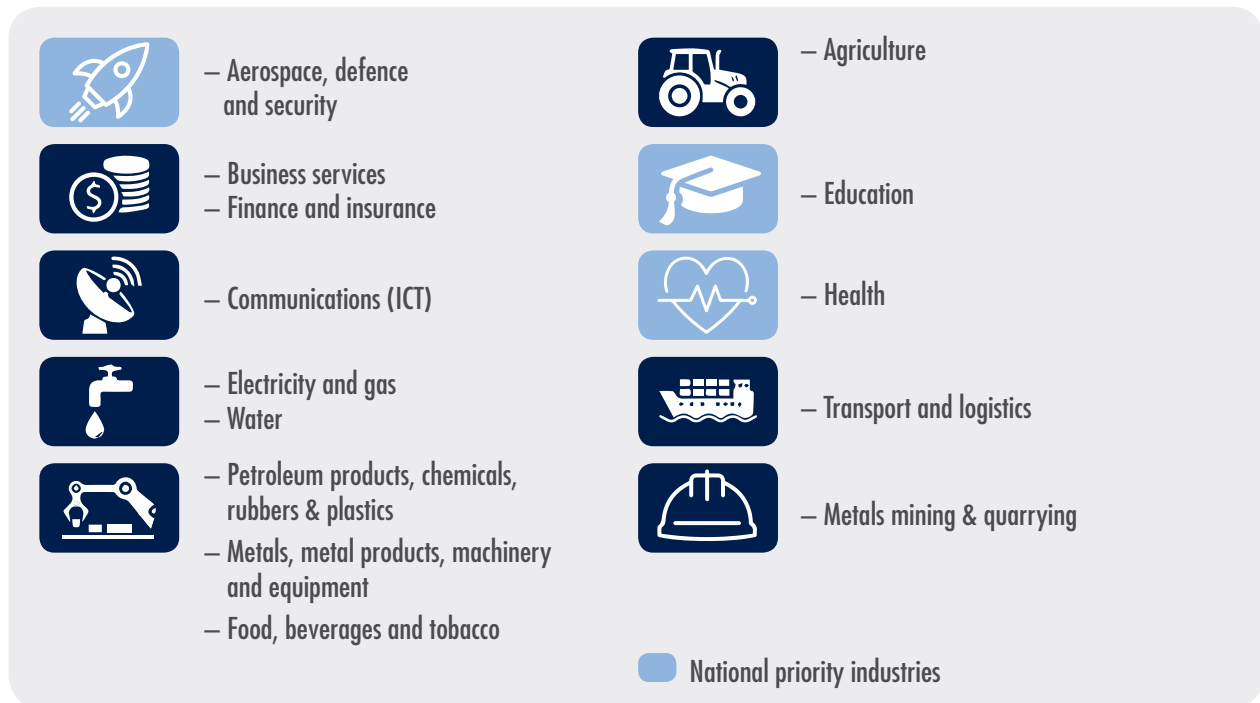 – Aerospace, defence
and security
– Business services
– Finance and insurance
– Communications (ICT)
– Electricity and gas
– Water
– Petroleum products, chemicals,
rubbers & plastics
– Metals, metal products, machinery
and equipment
– Food, beverages and tobacco
– Agriculture
– Education
– Health
– Transport and logistics
– Metals mining & quarrying
National priority industries
$